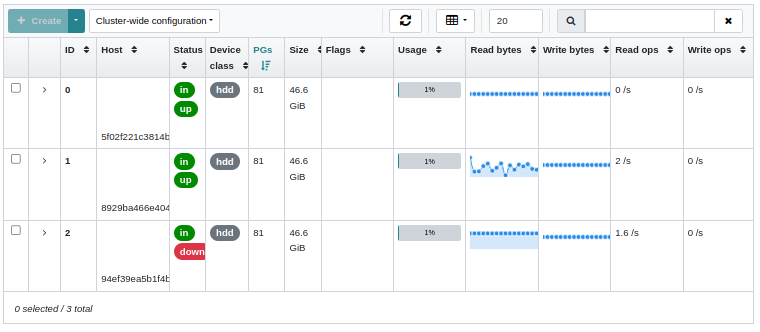 Create
Cluster-wide configuration
20
ID Host Status Device class PGs Size Flags Usage Read bytes Write bytes Read ops Write ops
0 in up hdd 81 46.6 GiB 1% 0 /s 0 /s
5f02f221c3814b
1 in up hdd 81 46.6 GiB 1% 2 /s 0 /s
8929ba466e404
2 in down hdd 81 46.6 GiB 1% 1.6 /s 0 /s
94ef39ea5b1f4b
0 selected / 3 total